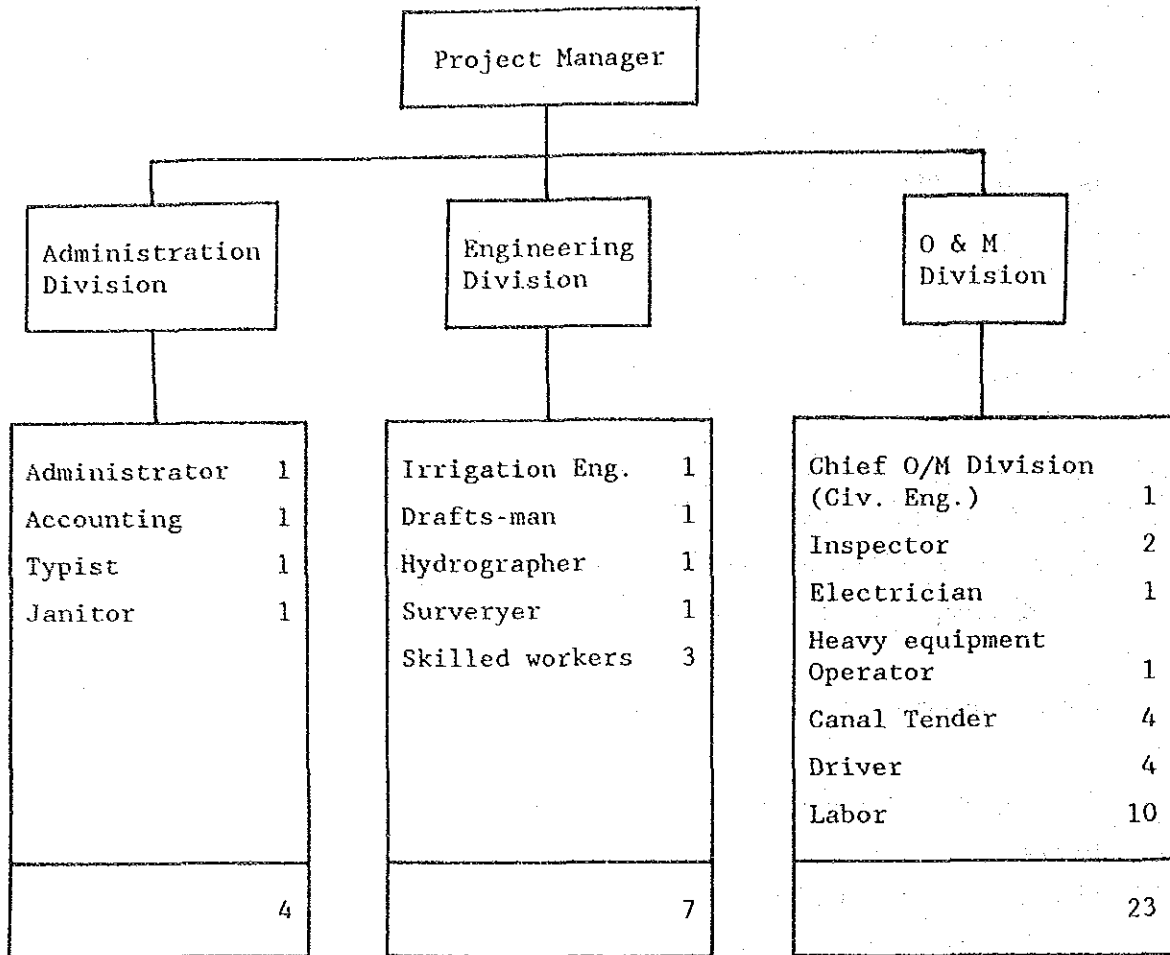 Project Manager
Administration
Division
Engineering
Division
O & M
Division
Administrator 1
Accounting 1
Typist 1
Janitor 1
4
Irrigation Eng. 1
Drafts-man 1
Hydrographer 1
Surveryer 1
Skilled workers 3
7
Chief O/M Division
(Civ. Eng.) 1
Inspector 2
Electrician 1
Heavy equipment
Operator 1
Canal Tender 4
Driver 4
Labor 10
23